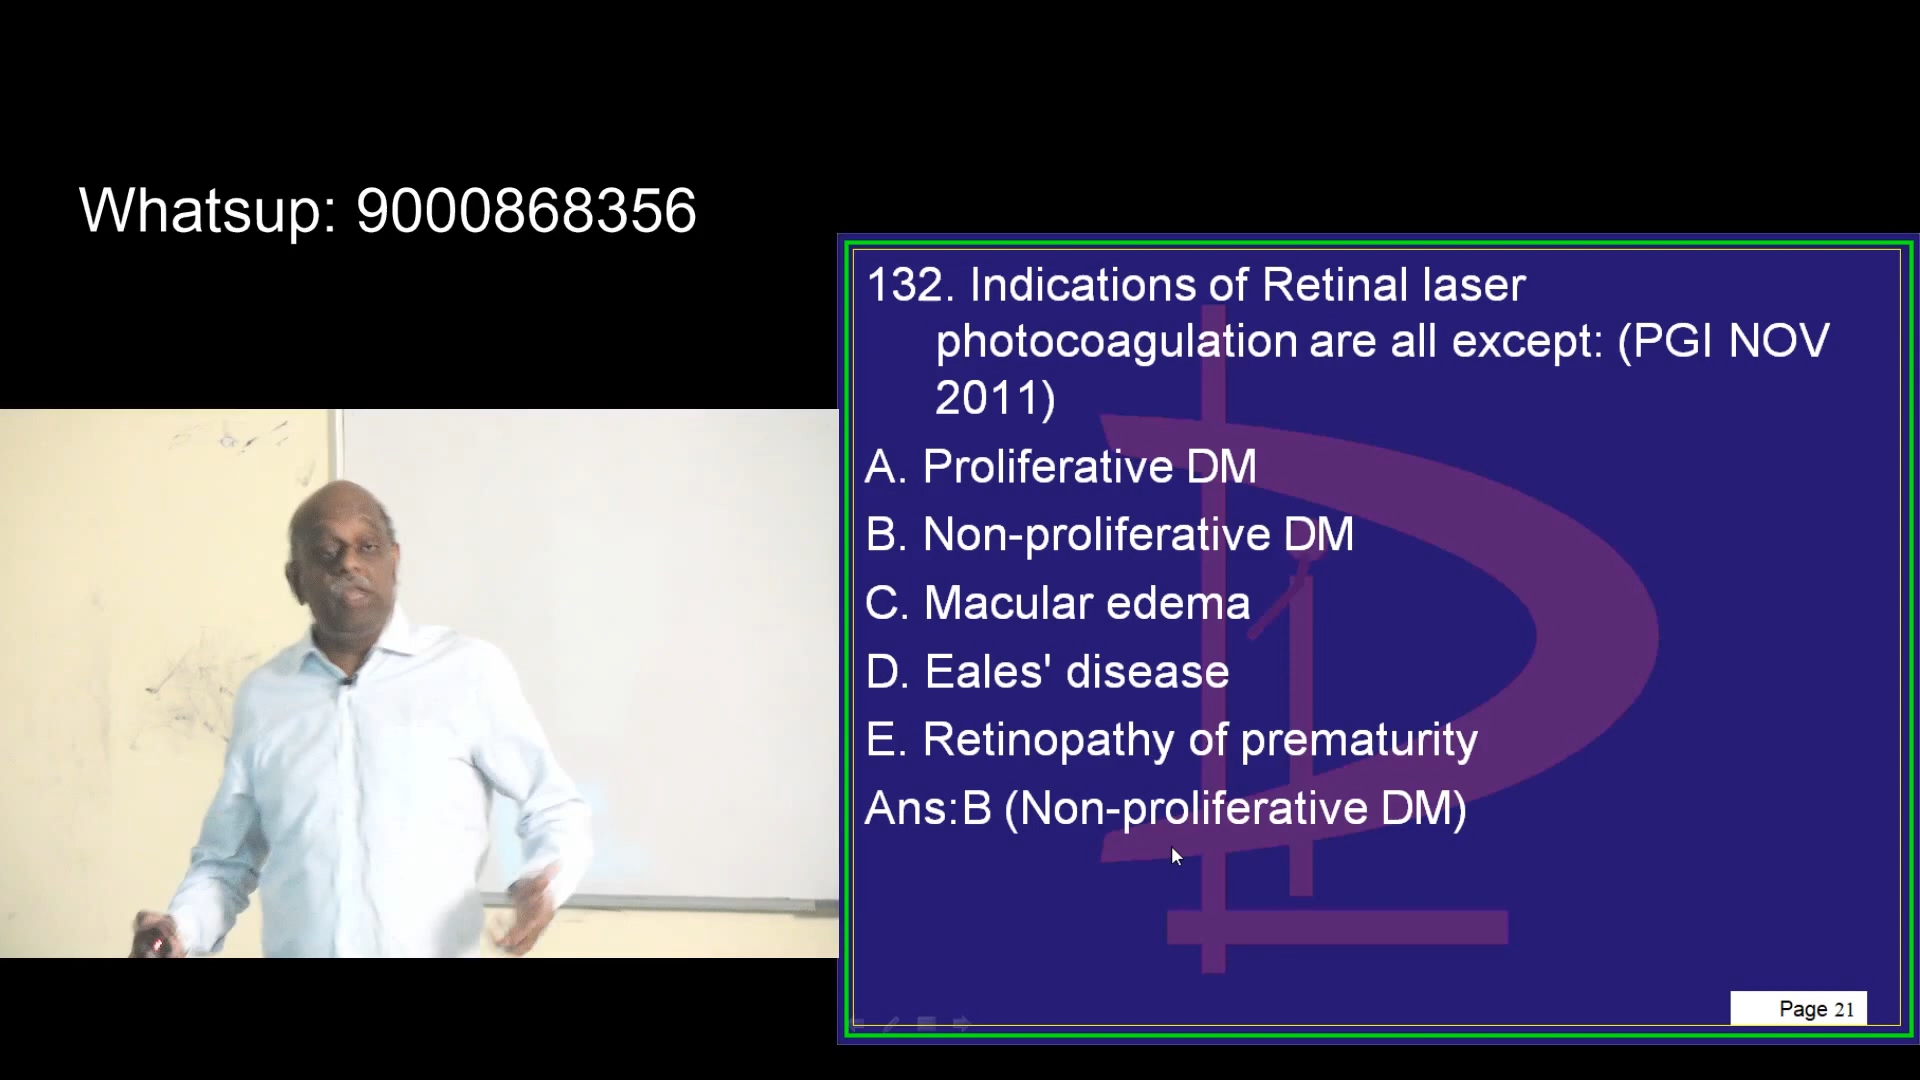 Whatsup: 9000868356
132. Indications of Retinal laser
photocoagulation are all except: (PGI NOV
2011)
A. Proliferative DM
B. Non-proliferative DM
C. Macular edema
D. Eales' disease
E. Retinopathy of prematurity
Ans:B (Non-proliferative DM)
Page 21